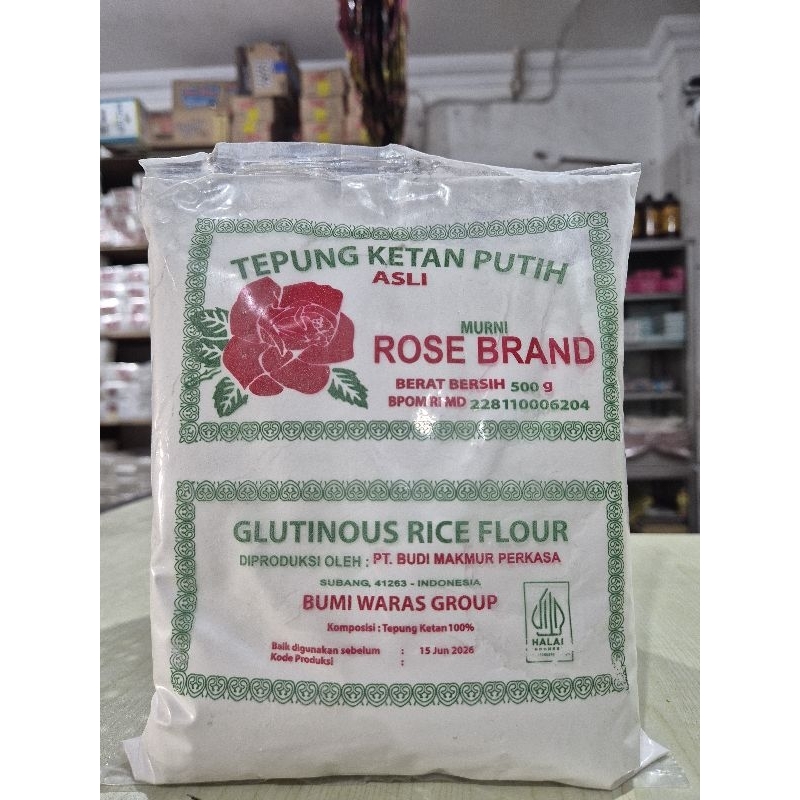 TEPUNG KETAN PUTIH
ASLI
MURNI
ROSE BRAND
BERAT BERSIH 500 g
BPOM RI MD 228110006204
GLUTINOUS RICE FLOUR
DIPRODUKSI OLEH : PT. BUDI MAKMUR PERKASA
SUBANG, 41263 - INDONESIA
BUMI WARAS GROUP
Komposisi : Tepung Ketan 100%
Baik digunakan sebelum : 15 Jun 2026
Kode Produksi :
HALAL
INDONESIA